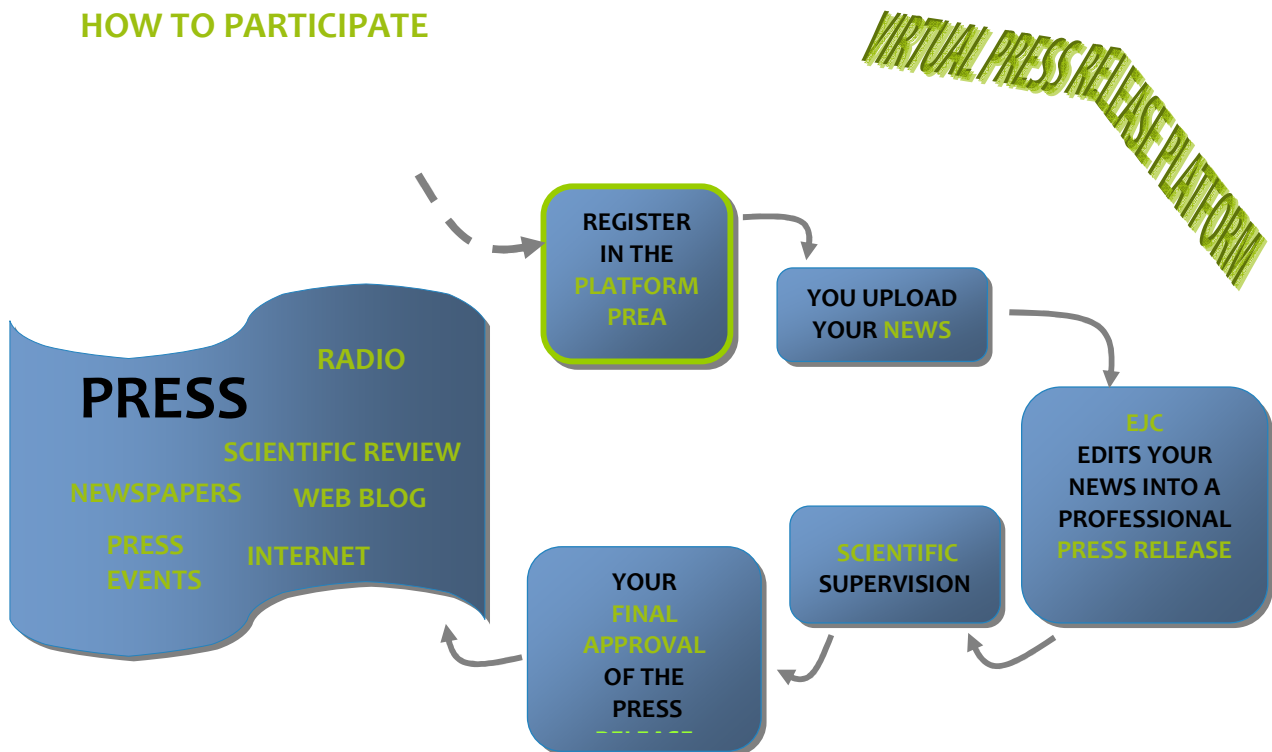 HOW TO PARTICIPATE
VIRTUAL PRESS RELEASE PLATFORM
REGISTER
IN THE
PLATFORM
PREA
YOU UPLOAD
YOUR NEWS
EJC
EDITS YOUR
NEWS INTO A
PROFESSIONAL
PRESS RELEASE
SCIENTIFIC
SUPERVISION
YOUR
FINAL
APPROVAL
OF THE
PRESS
RELEASE
PRESS
RADIO
SCIENTIFIC REVIEW
NEWSPAPERS
WEB BLOG
PRESS
EVENTS
INTERNET